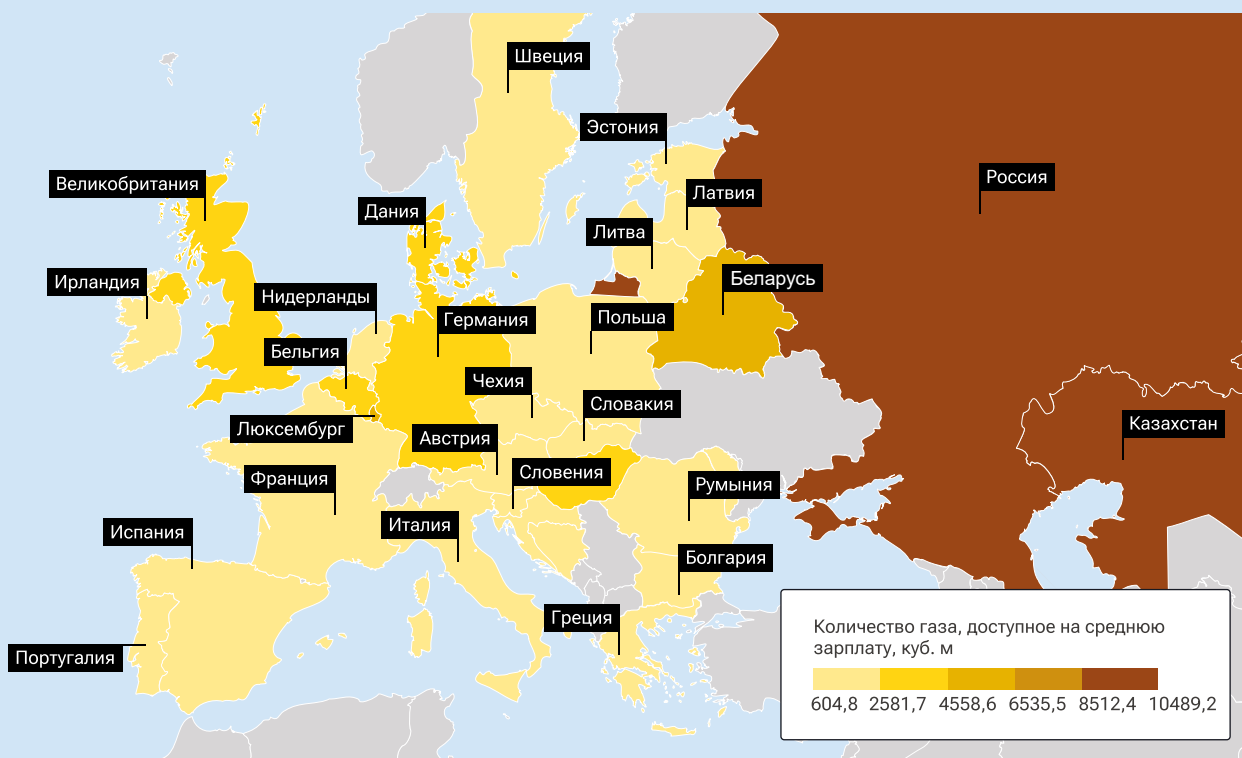 Швеция
Эстония
Россия
Великобритания
Латвия
Дания
Литва
Ирландия
Беларусь
Нидерланды
Германия
Польша
Бельгия
Чехия
Словакия
Люксембург
Австрия
Казахстан
Франция
Словения
Румыния
Италия
Испания
Болгария
Греция
Португалия
Количество газа, доступное на среднюю
зарплату, куб. м
604,8 2581,7 4558,6 6535,5 8512,4 10489,2